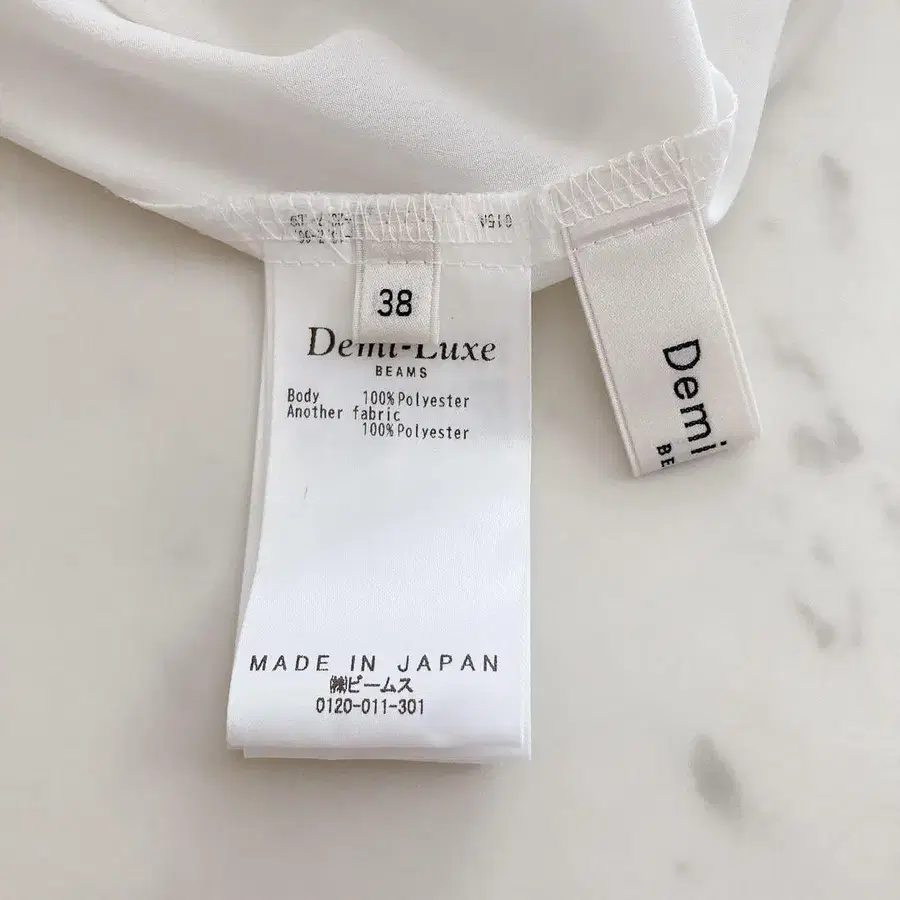 38
Demi-Luxe
BEAMS
Body 100%Polyester
Another fabric
100%Polyester
MADE IN JAPAN
㈱ビームス
0120-011-301
Demi
BE